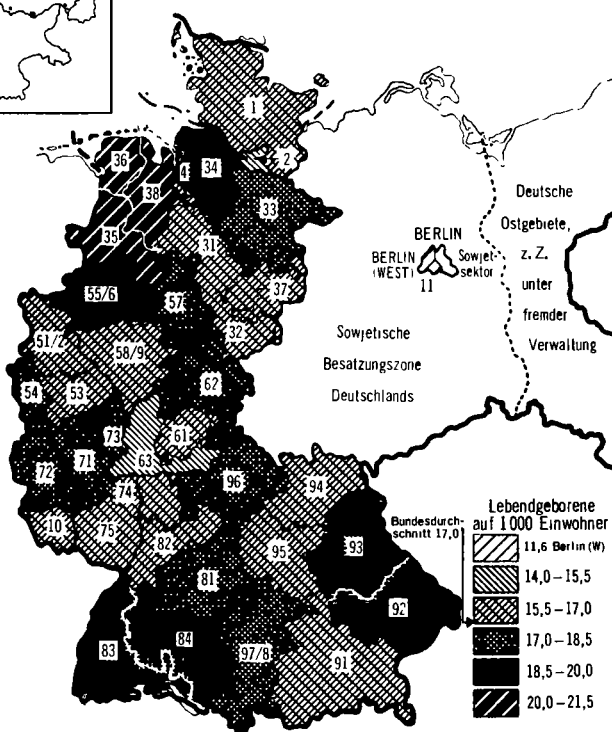 1
2
36
4
34
38
33
35
31
37
55/6
57
32
51/2
58/9
62
54
53
73
61
72
71
63
96
74
94
10
75
82
93
95
81
92
84
83
97/8
91
BERLIN
BERLIN
(WEST)
Sowjet-
sektor
11
Deutsche
Ostgebiete,
z. Z.
unter
fremder
Verwaltung
Sowjetische
Besatzungszone
Deutschlands
Bundesdurch-
schnitt 17,0
Lebendgeborene
auf 1000 Einwohner
11,6 Berlin (W)
14,0–15,5
15,5–17,0
17,0–18,5
18,5–20,0
20,0–21,5